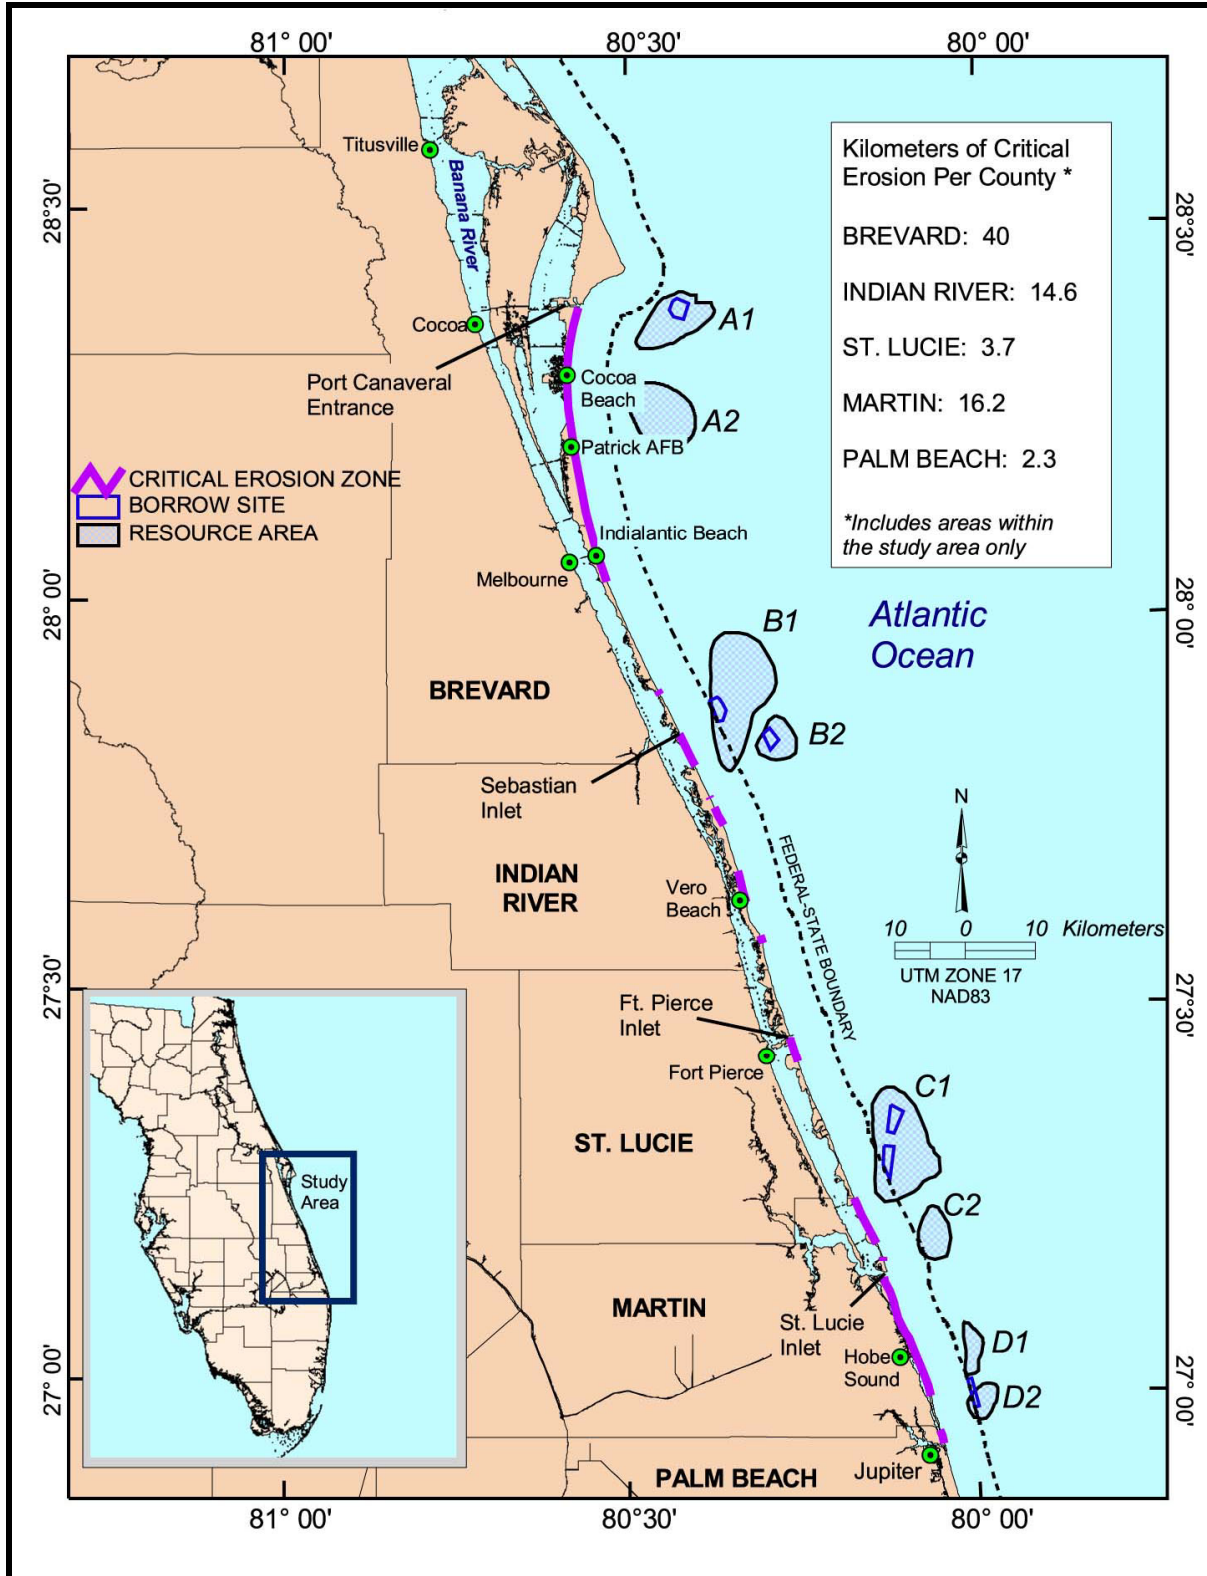 81° 00'
80°30'
80° 00'
Titusville
Banana River
28°30'
28°30'
Kilometers of Critical
Erosion Per County *
BREVARD: 40
INDIAN RIVER: 14.6
ST. LUCIE: 3.7
MARTIN: 16.2
PALM BEACH: 2.3
*Includes areas within
the study area only
A1
Cocoa
Port Canaveral
Entrance
Cocoa
Beach
A2
Patrick AFB
CRITICAL EROSION ZONE
BORROW SITE
RESOURCE AREA
Indialantic Beach
Melbourne
28° 00'
28° 00'
Atlantic
Ocean
B1
BREVARD
B2
Sebastian
Inlet
N
FEDERAL-STATE BOUNDARY
INDIAN
RIVER
Vero
Beach
10 0 10 Kilometers
UTM ZONE 17
NAD83
27°30'
27°30'
Ft. Pierce
Inlet
Fort Pierce
C1
ST. LUCIE
Study
Area
C2
MARTIN
St. Lucie
Inlet
D1
Hobe
Sound
27° 00'
27° 00'
D2
Jupiter
PALM BEACH
81° 00'
80°30'
80° 00'